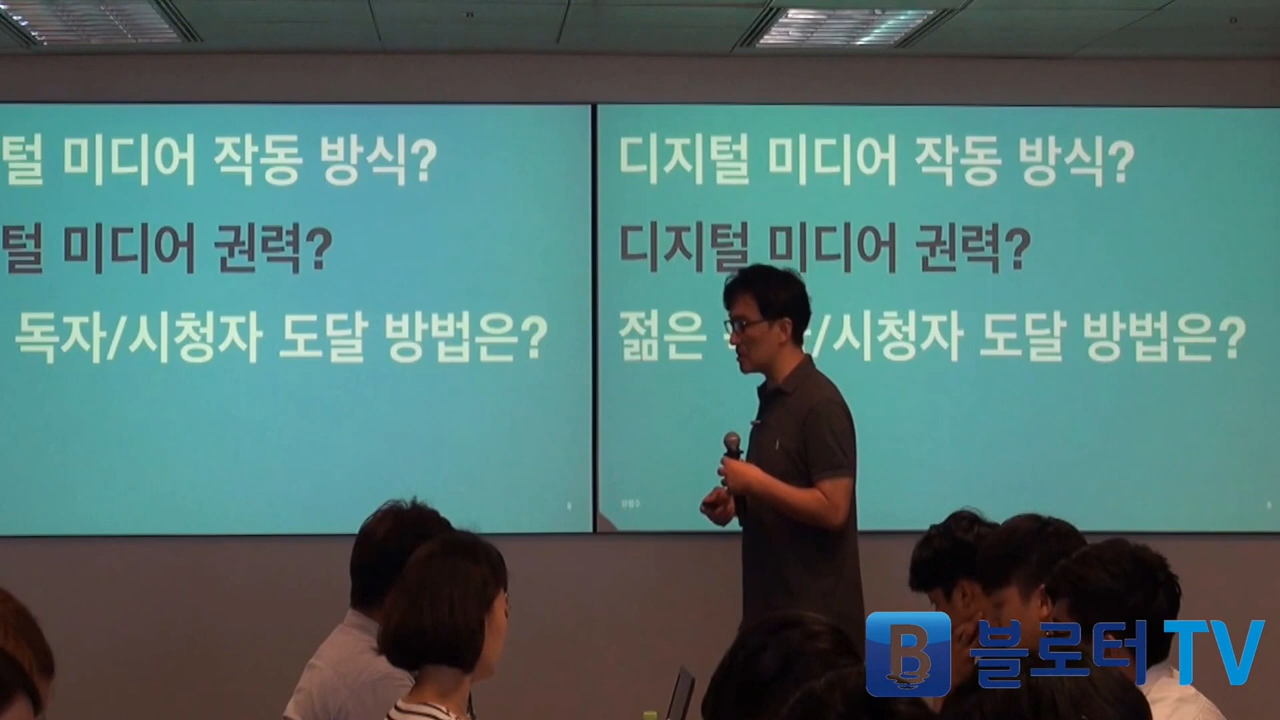 털 미디어 작동 방식?
털 미디어 권력?
독자/시청자 도달 방법은?
디지털 미디어 작동 방식?
디지털 미디어 권력?
젊은 /시청자 도달 방법은?
B 블로터TV